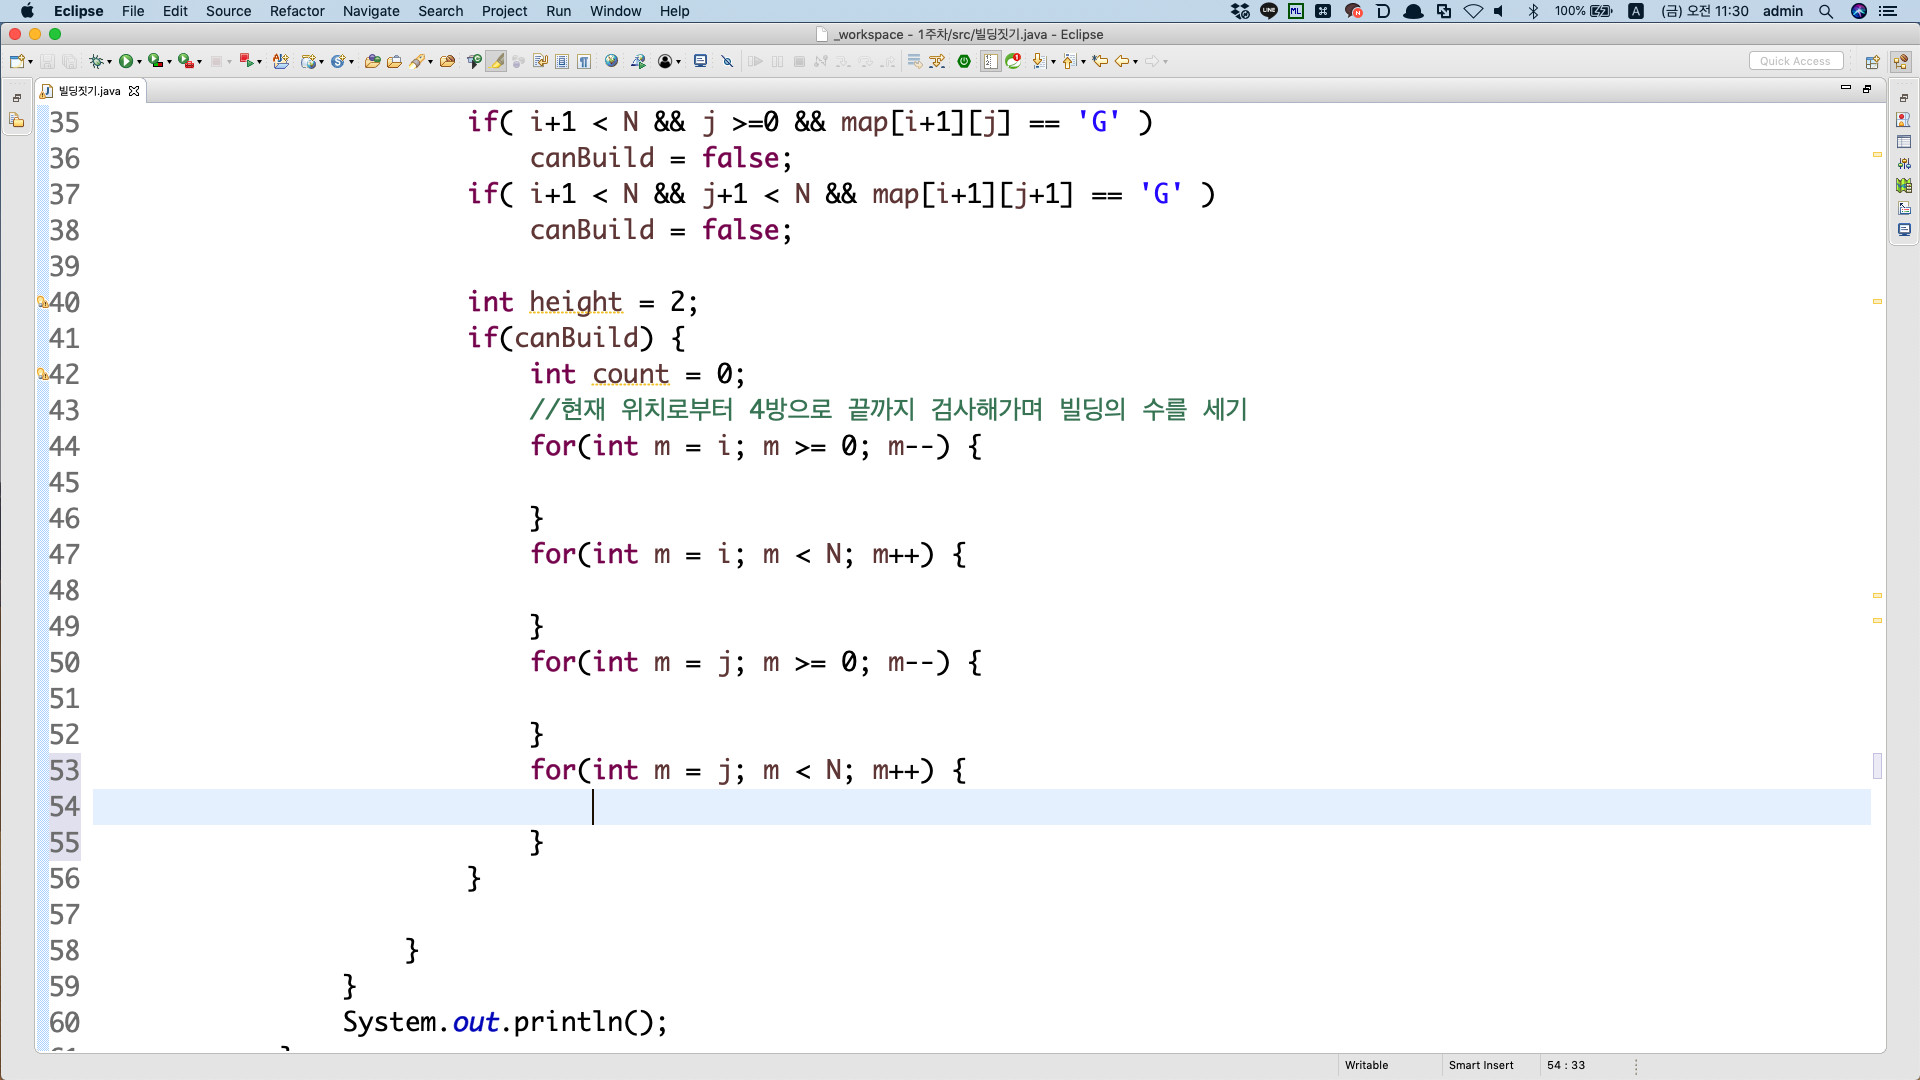 Eclipse File Edit Source Refactor Navigate Search Project Run Window Help 100% A (금) 오전 11:30 admin
_workspace - 1주차/src/빌딩짓기.java - Eclipse
Quick Access
빌딩짓기.java
35 if( i+1 < N && j >=0 && map[i+1][j] == 'G' )
36 canBuild = false;
37 if( i+1 < N && j+1 < N && map[i+1][j+1] == 'G' )
38 canBuild = false;
39
40 int height = 2;
41 if(canBuild) {
42 int count = 0;
43 //현재 위치로부터 4방으로 끝까지 검사해가며 빌딩의 수를 세기
44 for(int m = i; m >= 0; m--) {
45
46 }
47 for(int m = i; m < N; m++) {
48
49 }
50 for(int m = j; m >= 0; m--) {
51
52 }
53 for(int m = j; m < N; m++) {
54
55 }
56 }
57
58 }
59 }
60 System.out.println();
Writable Smart Insert 54 : 33